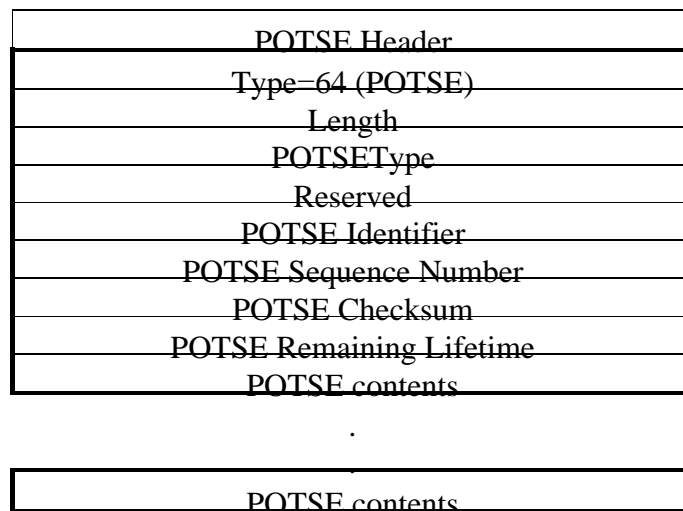 POTSE Header
Type=64 (POTSE)
Length
POTSEType
Reserved
POTSE Identifier
POTSE Sequence Number
POTSE Checksum
POTSE Remaining Lifetime
POTSE contents
.
.
POTSE contents